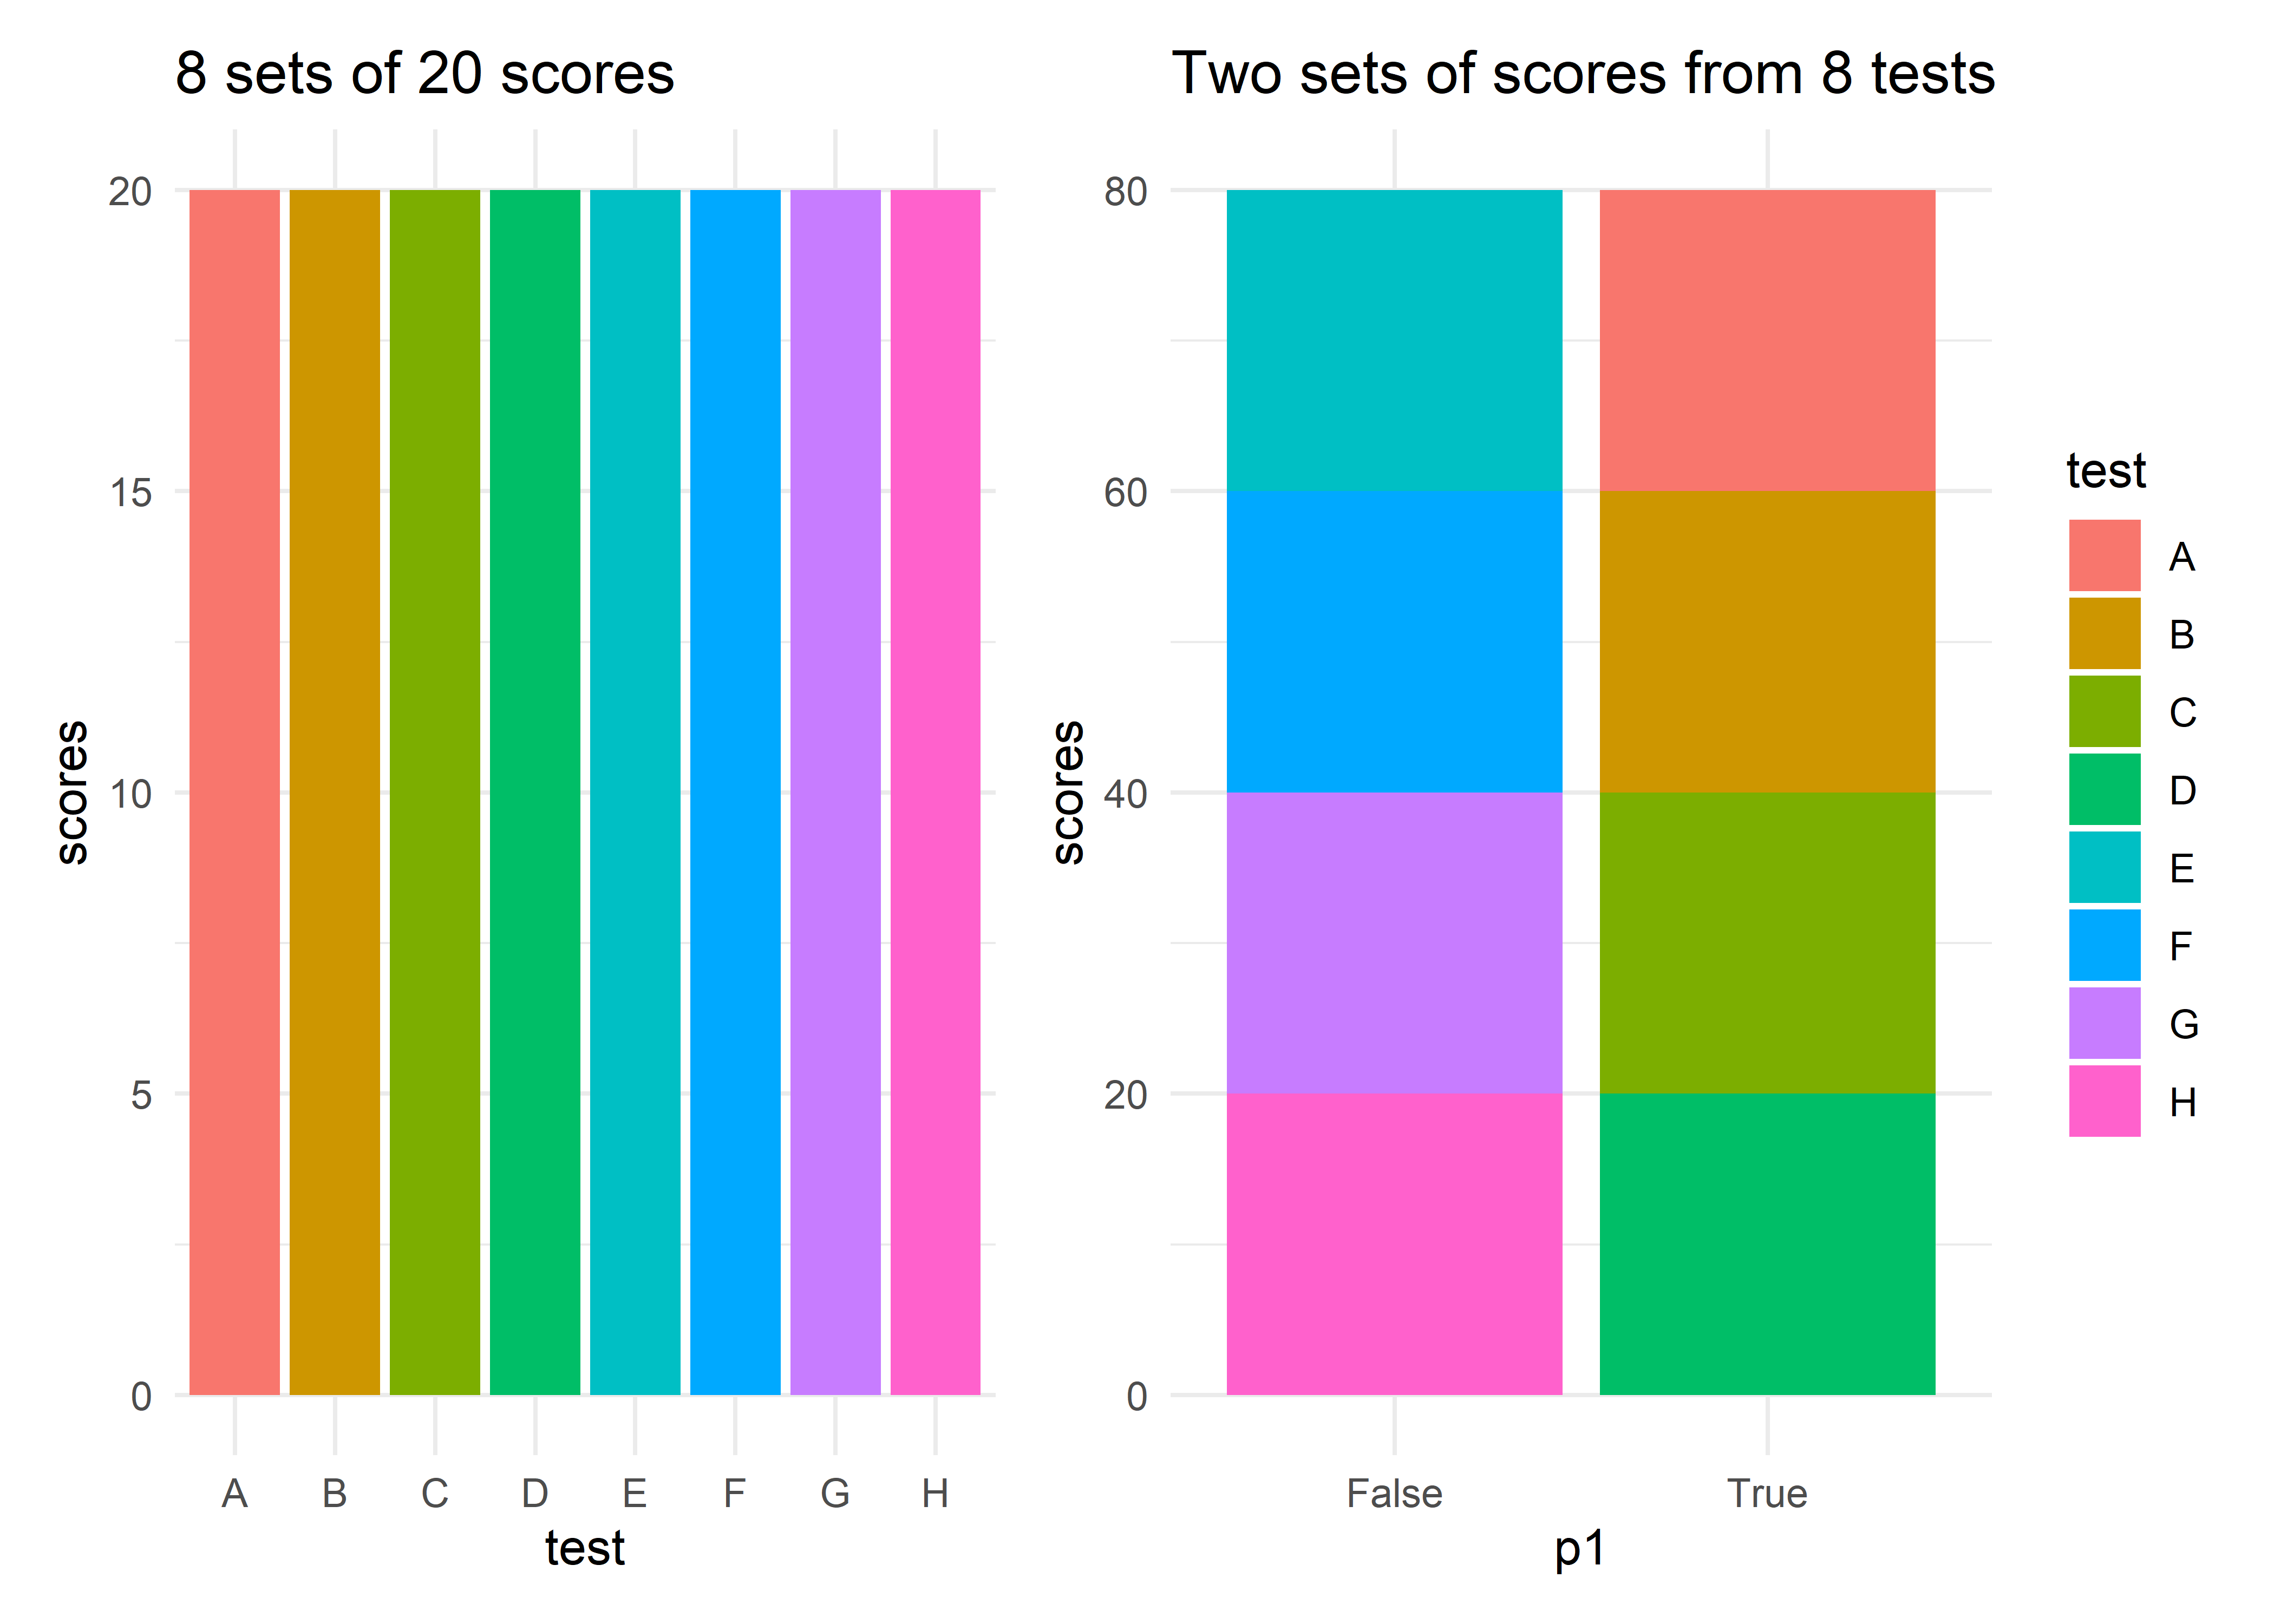 8 sets of 20 scores
scores
20
15
10
5
0
A B C D E F G H
test
Two sets of scores from 8 tests
scores
80
60
40
20
0
False True
p1
test
A
B
C
D
E
F
G
H